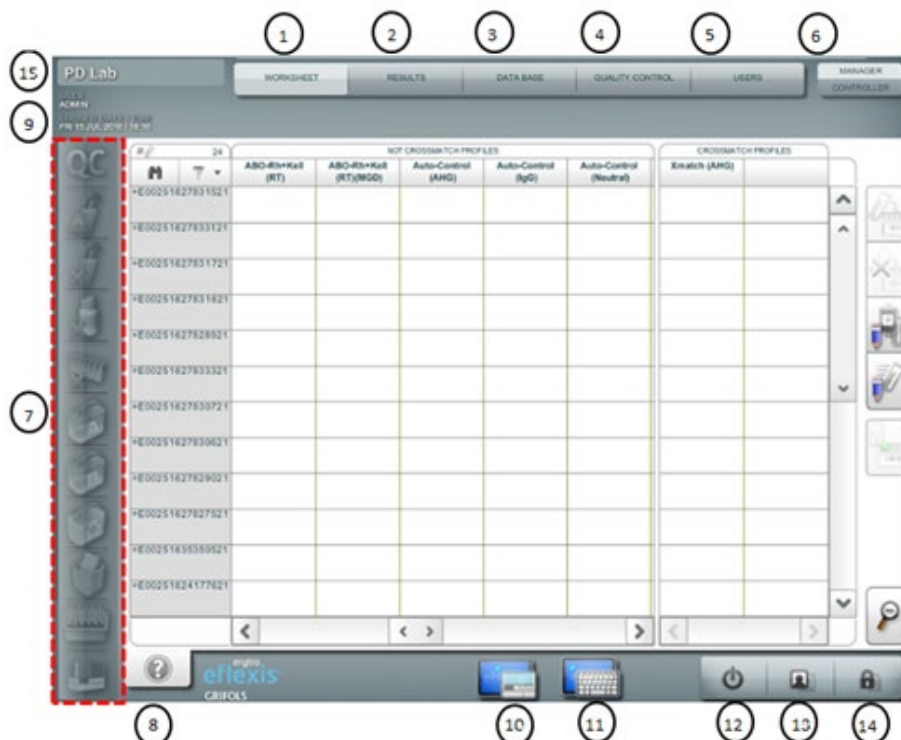 1 2 3 4 5 6
15 PD Lab WORKSHEET RESULTS DATA BASE QUALITY CONTROL USERS MANAGER
CONTROLLER
ADMIN
9
QC
24 NOT CROSSMATCH PROFILES CROSSMATCH PROFILES
ABO-Rh+Kell (RT) ABO-Rh+Kell (RT)(MGD) Auto-Control (AHG) Auto-Control (IgG) Auto-Control (Neutral) Xmatch (AHG)
+E00251627831521
+E00251627833121
+E00251627831721
+E00251627831621
+E00251627828921
+E00251627833321
7
+E00251627830721
+E00251627830621
+E00251627829021
+E00251627827521
+E00251635350521
+E00251624177621
?
erytra
eflexis
GRIFOLS
8 10 11 12 13 14